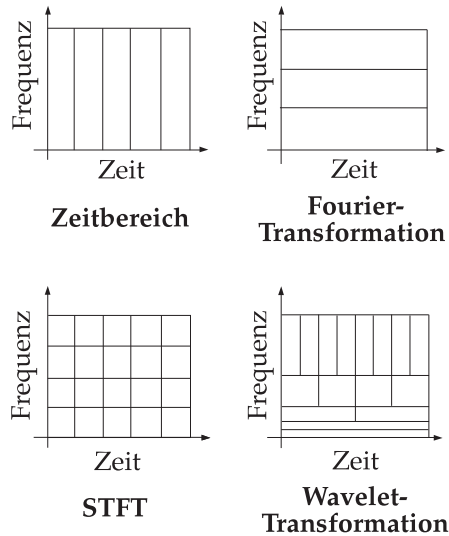 Frequenz
Zeit
Zeitbereich
Frequenz
Zeit
Fourier-
Transformation
Frequenz
Zeit
STFT
Frequenz
Zeit
Wavelet-
Transformation